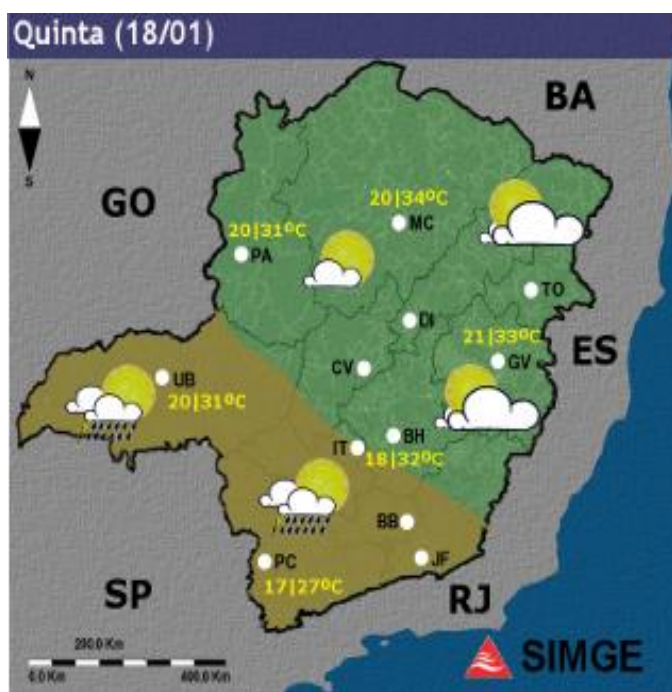 Quinta (18/01)
N
S
BA
GO
20|34ºC
MC
20|31ºC
PA
TO
DI
21|33ºC
GV
ES
CV
UB
20|31ºC
BH
IT
18|32ºC
BB
JF
PC
17|27ºC
SP
RJ
200.0 Km
0.0 Km
400.0 Km
SIMGE